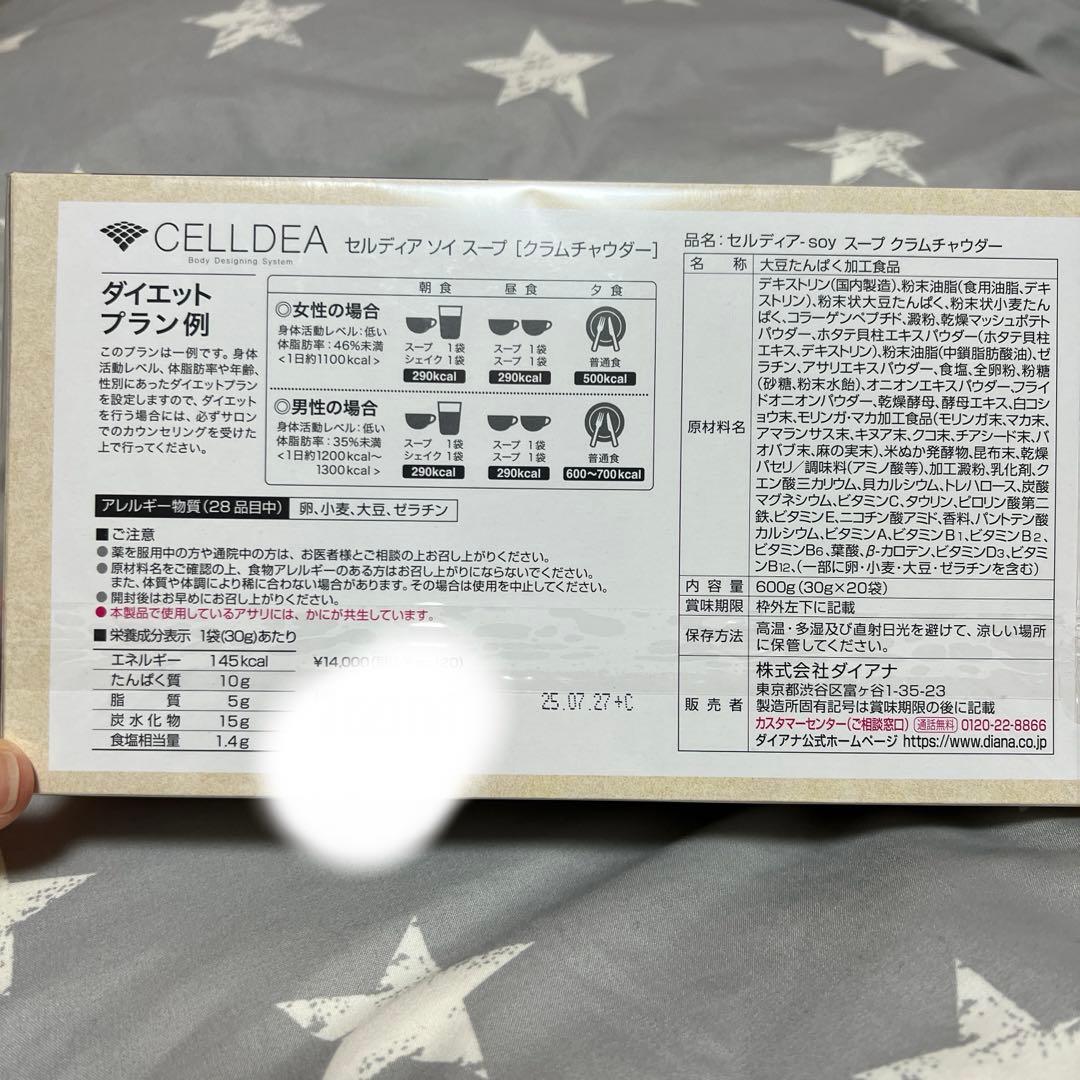 CELLDEA
Body Designing System
セルディア ソイ スープ [クラムチャウダー]
ダイエット
プラン例
このプランは一例です。身体
活動レベル、体脂肪率や年齢、
性別にあったダイエットプラン
を設定しますので、ダイエット
を行う場合には、必ずサロン
でのカウンセリングを受けた
上で行ってください。
朝食 昼食 夕食
◎女性の場合
身体活動レベル:低い
体脂肪率:46%未満
<1日約1100kcal>
スープ 1袋
シェイク 1袋
290kcal
スープ 1袋
シェイク 1袋
290kcal
普通食
500kcal
◎男性の場合
身体活動レベル:低い
体脂肪率:35%未満
<1日約1200kcal~
1300kcal>
スープ 1袋
シェイク 1袋
290kcal
スープ 1袋
シェイク 1袋
290kcal
普通食
600~700kcal
アレルギー物質(28品目中) 卵、小麦、大豆、ゼラチン
■ご注意
●薬を服用中の方や通院中の方は、お医者様とご相談の上お召し上がりください。
●原材料名をご確認の上、食物アレルギーのある方はお召し上がりにならないでください。
また、体質や体調により稀に合わない場合があります。その場合は使用を中止してください。
●開封後はお早めにお召し上がりください。
●本製品で使用しているアサリには、かにが共生しています。
■栄養成分表示 1袋(30g)あたり
エネルギー 145kcal
たんぱく質 10g
脂質 5g
炭水化物 15g
食塩相当量 1.4g
¥14,000
25.07.27+C
品名:セルディア-soy スープ クラムチャウダー
名称 大豆たんぱく加工食品
原材料名
デキストリン(国内製造)、粉末油脂(食用油脂、デキ
ストリン)、粉末状大豆たんぱく、粉末状小麦たん
ぱく、コラーゲンペプチド、澱粉、乾燥マッシュポテト
パウダー、ホタテ貝柱エキスパウダー(ホタテ貝柱
エキス、デキストリン)、粉末油脂(中鎖脂肪酸油)、ゼ
ラチン、アサリエキスパウダー、食塩、全卵粉、粉糖
(砂糖、粉末水飴)、オニオンエキスパウダー、フライ
ドオニオンパウダー、乾燥酵母、酵母エキス、白コシ
ョウ末、モリンガ・マカ加工食品(モリンガ末、マカ末、
アマランサス末、キヌア末、クコ末、チアシード末、バ
オバブ末、麻の実末)、米ぬか発酵物、昆布末、乾燥
パセリ/調味料(アミノ酸等)、加工澱粉、乳化剤、ク
エン酸三カリウム、貝カルシウム、トレハロース、炭酸
マグネシウム、ビタミンC、タウリン、ピロリン酸第二
鉄、ビタミンE、ニコチン酸アミド、香料、パントテン酸
カルシウム、ビタミンA、ビタミンB1、ビタミンB2、
ビタミンB6、葉酸、β-カロテン、ビタミンD3、ビタミ
ンB12、(一部に卵・小麦・大豆・ゼラチンを含む)
内容量 600g(30g×20袋)
賞味期限 枠外左下に記載
保存方法 高温・多湿及び直射日光を避けて、涼しい場所
に保管してください。
販売者
株式会社ダイアナ
東京都渋谷区富ヶ谷1-35-23
製造所固有記号は賞味期限の後に記載
カスタマーセンター(ご相談窓口) 通話無料 0120-22-8866
ダイアナ公式ホームページ https://www.diana.co.jp